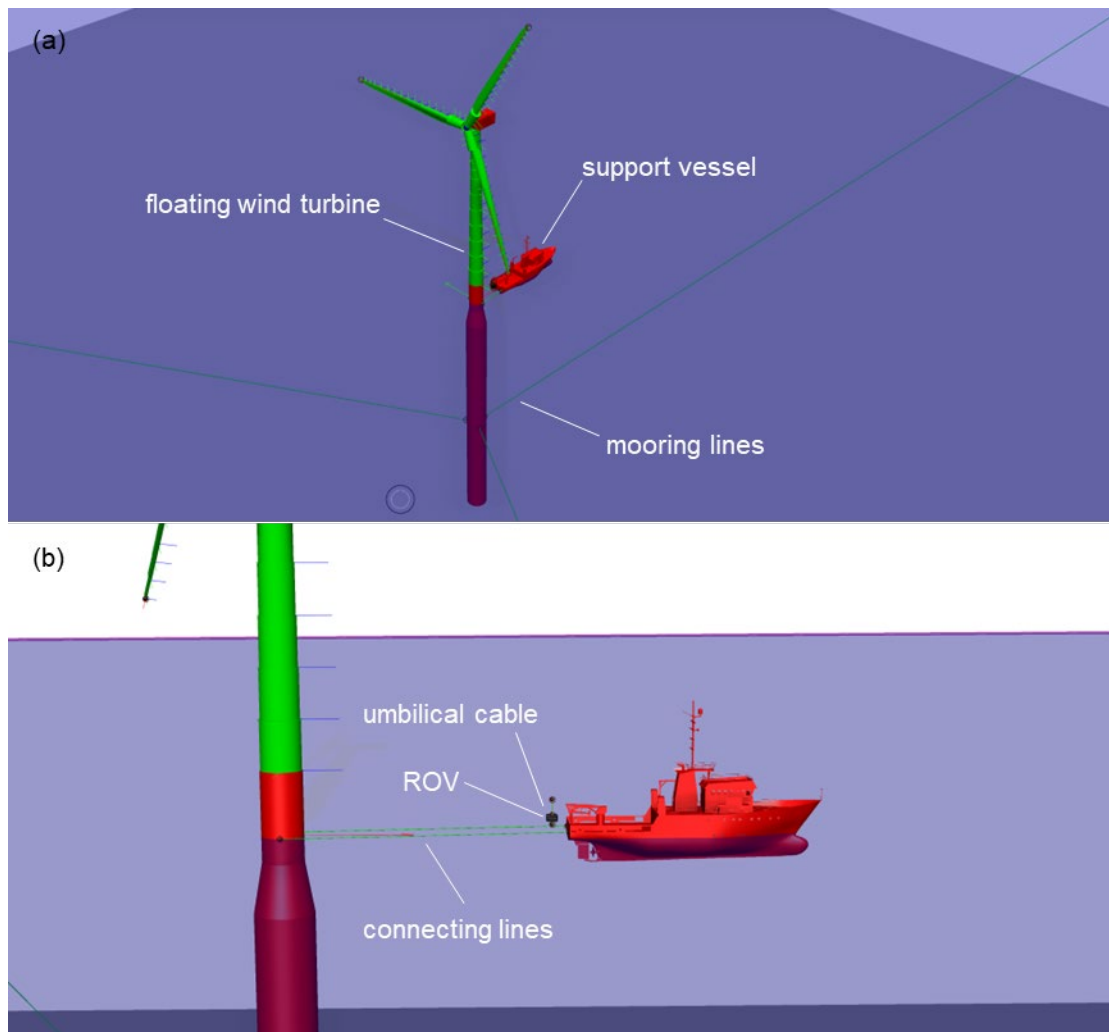 (a)
support vessel
floating wind turbine
mooring lines
(b)
umbilical cable
ROV
connecting lines